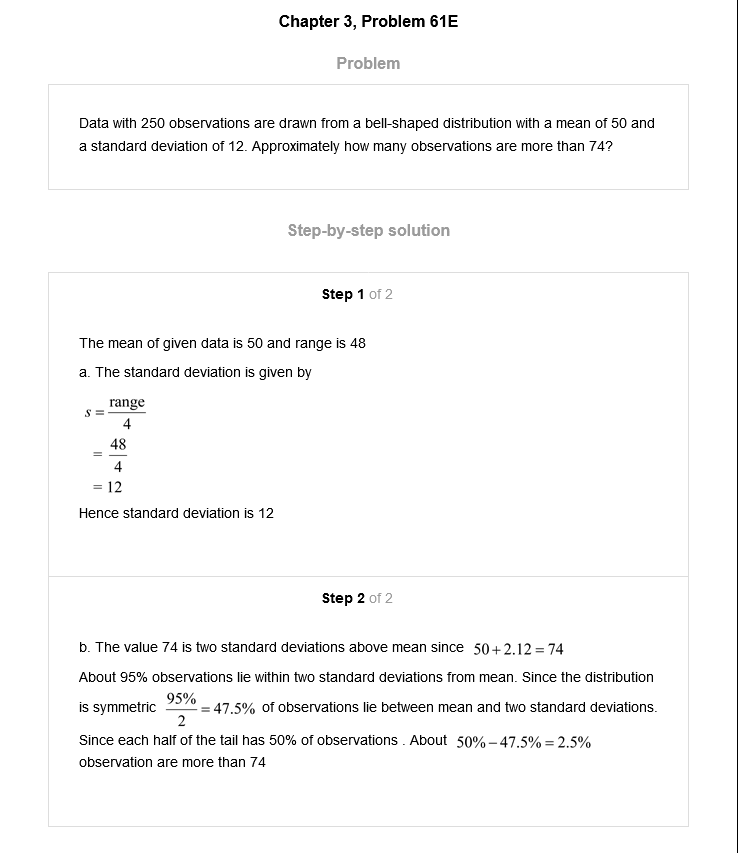 Chapter 3, Problem 61E
Problem
Data with 250 observations are drawn from a bell-shaped distribution with a mean of 50 and
a standard deviation of 12. Approximately how many observations are more than 74?
Step-by-step solution
Step 1 of 2
The mean of given data is 50 and range is 48
a. The standard deviation is given by
s = range/4
= 48/4
= 12
Hence standard deviation is 12
Step 2 of 2
b. The value 74 is two standard deviations above mean since 50+2.12=74
About 95% observations lie within two standard deviations from mean. Since the distribution
is symmetric 95%/2 = 47.5% of observations lie between mean and two standard deviations.
Since each half of the tail has 50% of observations . About 50%−47.5%=2.5%
observation are more than 74